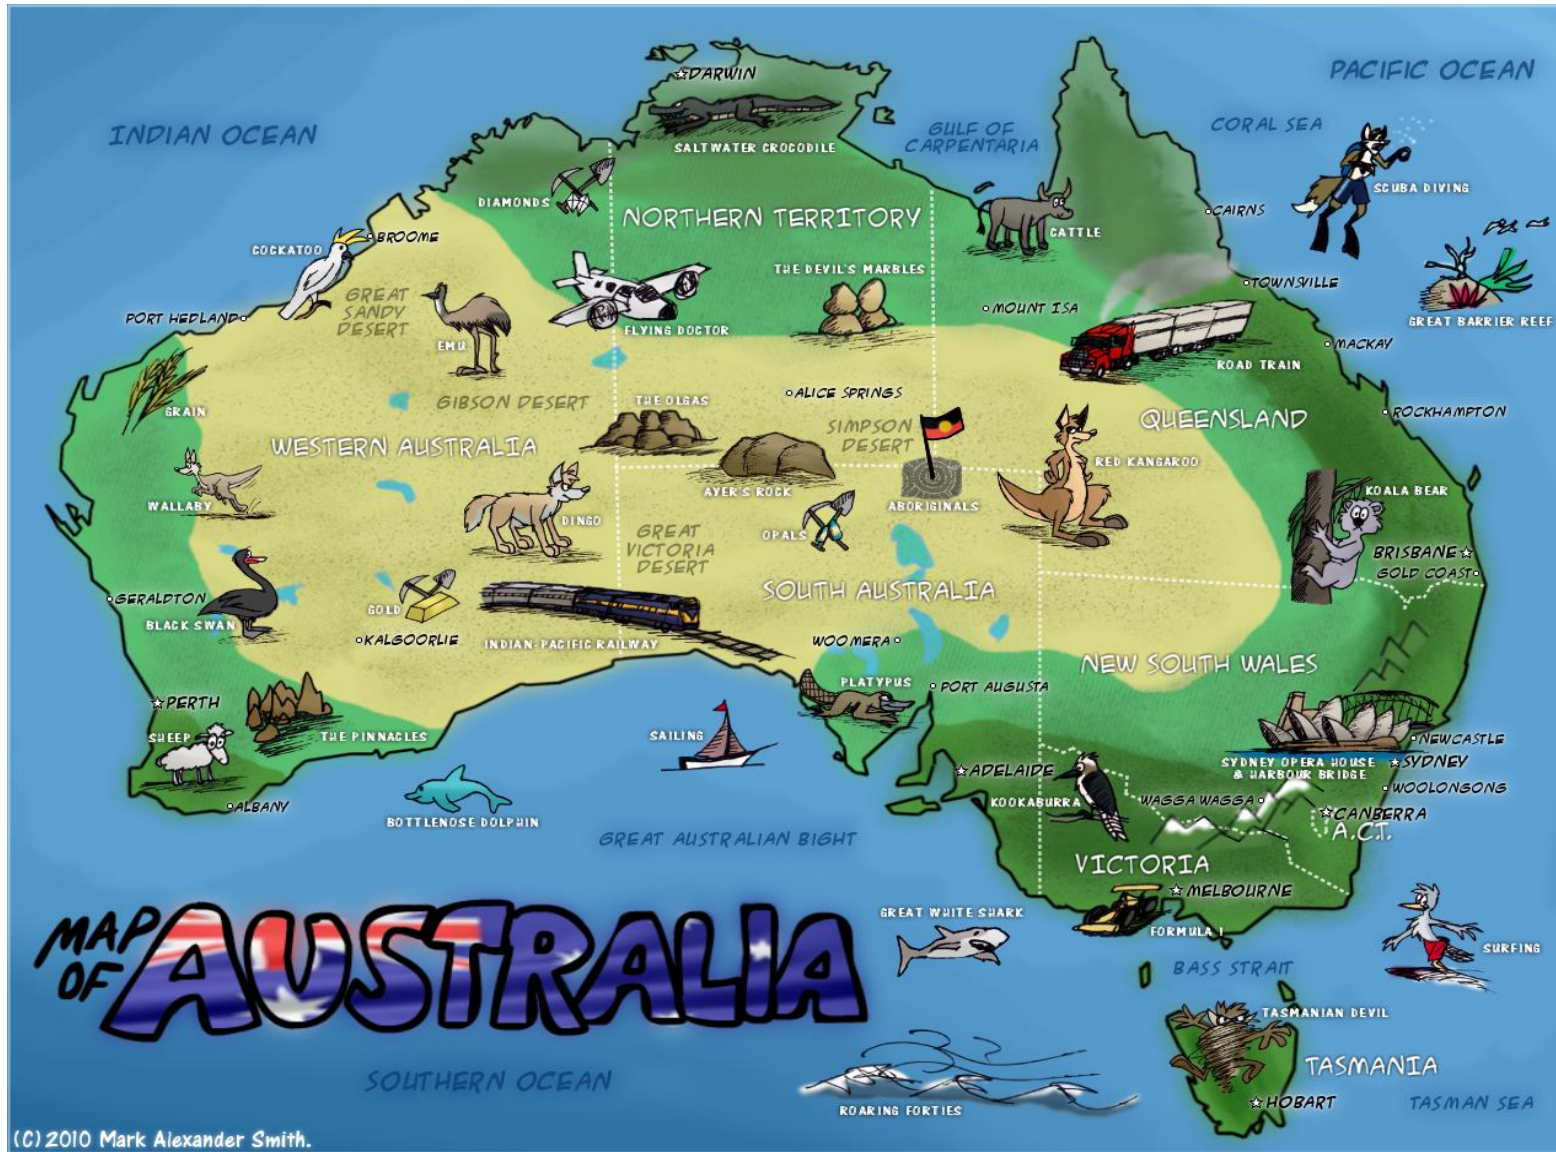 PACIFIC OCEAN
DARWIN
INDIAN OCEAN
GULF OF
CARPENTARIA
CORAL SEA
SALTWATER CROCODILE
SCUBA DIVING
DIAMONDS
NORTHERN TERRITORY
CATTLE
CAIRNS
COCKATOO
BROOME
THE DEVIL'S MARBLES
TOWNSVILLE
GREAT
SANDY
DESERT
PORT HEDLAND
EMU
FLYING DOCTOR
MOUNT ISA
GREAT BARRIER REEF
MACKAY
ROAD TRAIN
GRAIN
GIBSON DESERT
THE OLGAS
ALICE SPRINGS
ROCKHAMPTON
WESTERN AUSTRALIA
SIMPSON
DESERT
QUEENSLAND
RED KANGAROO
WALLABY
AYER'S ROCK
ABORIGINALS
KOALA BEAR
DINGO
GREAT
VICTORIA
DESERT
OPALS
BRISBANE
GOLD COAST
GERALDTON
BLACK SWAN
GOLD
KALGOORLIE
INDIAN-PACIFIC RAILWAY
SOUTH AUSTRALIA
WOOMERA
NEW SOUTH WALES
PLATYPUS
PORT AUGUSTA
PERTH
SHEEP
THE PINNACLES
SAILING
NEWCASTLE
SYDNEY OPERA HOUSE
& HARBOUR BRIDGE
SYDNEY
ADELAIDE
KOOKABURRA
WAGGA WAGGA
WOOLONGONG
CANBERRA
A.C.T.
ALBANY
BOTTLENOSE DOLPHIN
GREAT AUSTRALIAN BIGHT
VICTORIA
MELBOURNE
FORMULA 1
GREAT WHITE SHARK
SURFING
MAP
OF
AUSTRALIA
BASS STRAIT
TASMANIAN DEVIL
TASMANIA
SOUTHERN OCEAN
ROARING FORTIES
HOBART
TASMAN SEA
(C) 2010 Mark Alexander Smith.